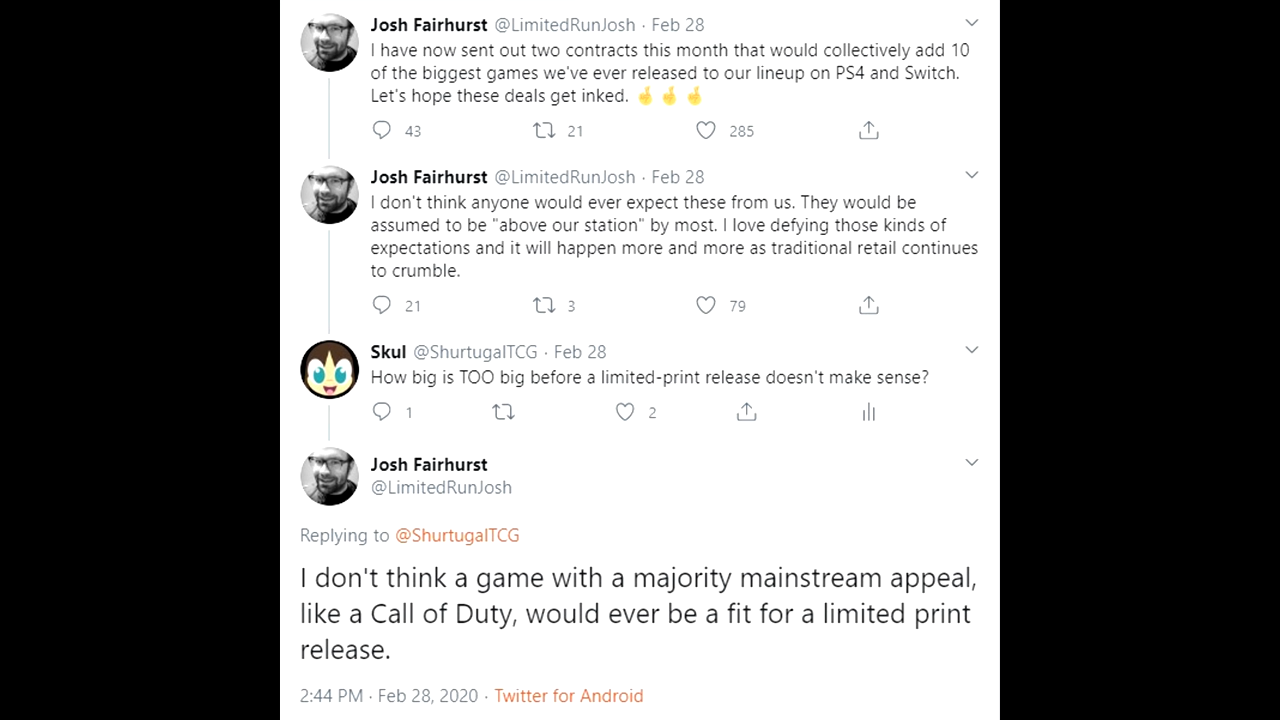 Josh Fairhurst @LimitedRunJosh · Feb 28
I have now sent out two contracts this month that would collectively add 10
of the biggest games we've ever released to our lineup on PS4 and Switch.
Let's hope these deals get inked. 🤞🤞🤞
43 21 285
Josh Fairhurst @LimitedRunJosh · Feb 28
I don't think anyone would ever expect these from us. They would be
assumed to be "above our station" by most. I love defying those kinds of
expectations and it will happen more and more as traditional retail continues
to crumble.
21 3 79
Skul @ShurtugalTCG · Feb 28
How big is TOO big before a limited-print release doesn't make sense?
1 2
Josh Fairhurst
@LimitedRunJosh
Replying to @ShurtugalTCG
I don't think a game with a majority mainstream appeal,
like a Call of Duty, would ever be a fit for a limited print
release.
2:44 PM · Feb 28, 2020 · Twitter for Android